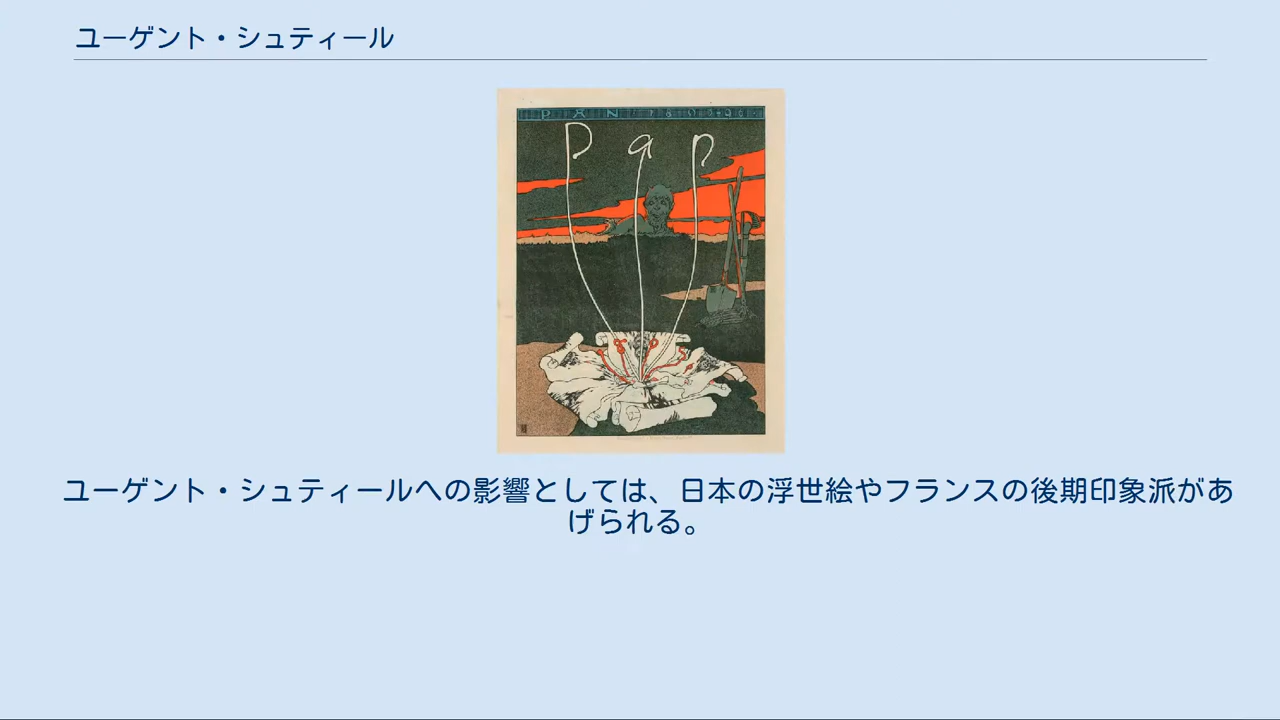 ユーゲント・シュティール
PAN
Pan
ユーゲント・シュティールへの影響としては、日本の浮世絵やフランスの後期印象派があ
げられる。